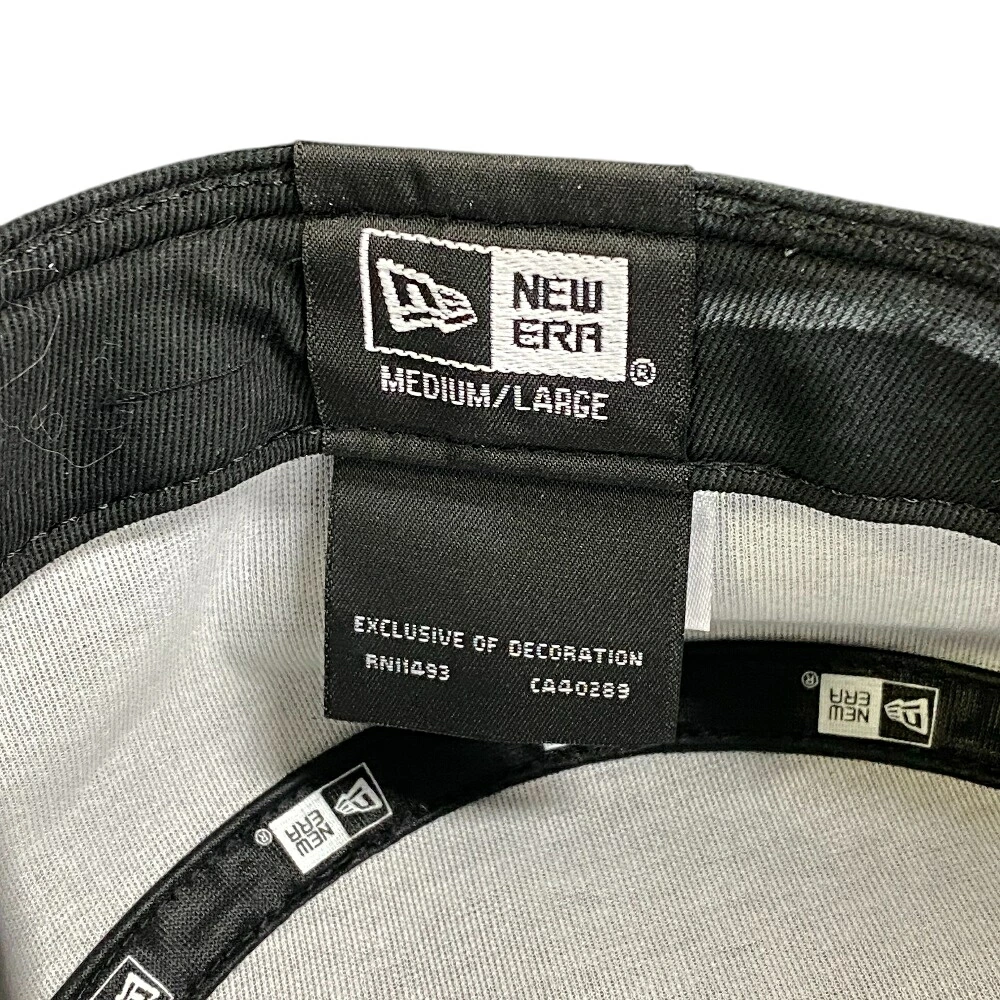 NEW
ERA
®
MEDIUM/LARGE
EXCLUSIVE OF DECORATION
RN11493 CA40289
® NEW
ERA
NEW
ERA
®